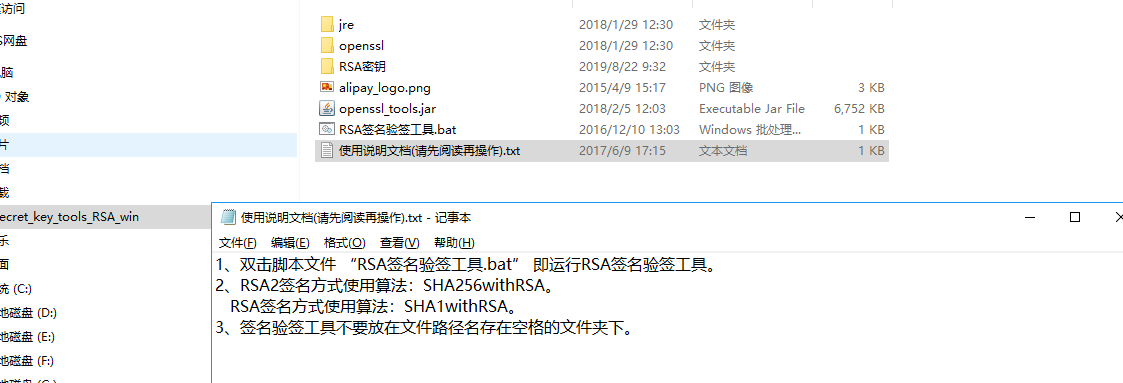 访问
S网盘
jre 2018/1/29 12:30 文件夹
openssl 2018/1/29 12:30 文件夹
RSA密钥 2019/8/22 9:32 文件夹
alipay_logo.png 2015/4/9 15:17 PNG 图像 3 KB
openssl_tools.jar 2018/2/5 12:03 Executable Jar File 6,752 KB
RSA签名验签工具.bat 2016/12/10 13:03 Windows 批处理... 1 KB
使用说明文档(请先阅读再操作).txt 2017/6/9 17:15 文本文档 1 KB
脑
对象
频
片
档
载
ecret_key_tools_RSA_win
乐
面
统 (C:)
地磁盘 (D:)
地磁盘 (E:)
地磁盘 (F:)
使用说明文档(请先阅读再操作).txt - 记事本
文件(F) 编辑(E) 格式(O) 查看(V) 帮助(H)
1、双击脚本文件 “RSA签名验签工具.bat” 即运行RSA签名验签工具。
2、RSA2签名方式使用算法：SHA256withRSA。
RSA签名方式使用算法：SHA1withRSA。
3、签名验签工具不要放在文件路径名存在空格的文件夹下。